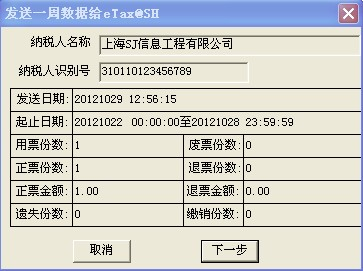 发送一周数据给eTax@SH
纳税人名称 上海SJ信息工程有限公司
纳税人识别号 310110123456789
发送日期: 20121029 12:56:15
起止日期: 20121022 00:00:00至20121028 23:59:59
用票份数: 1 废票份数: 0
正票份数: 1 退票份数: 0
正票金额: 1.00 退票金额: 0.00
遗失份数: 0 缴销份数: 0
取消 下一步